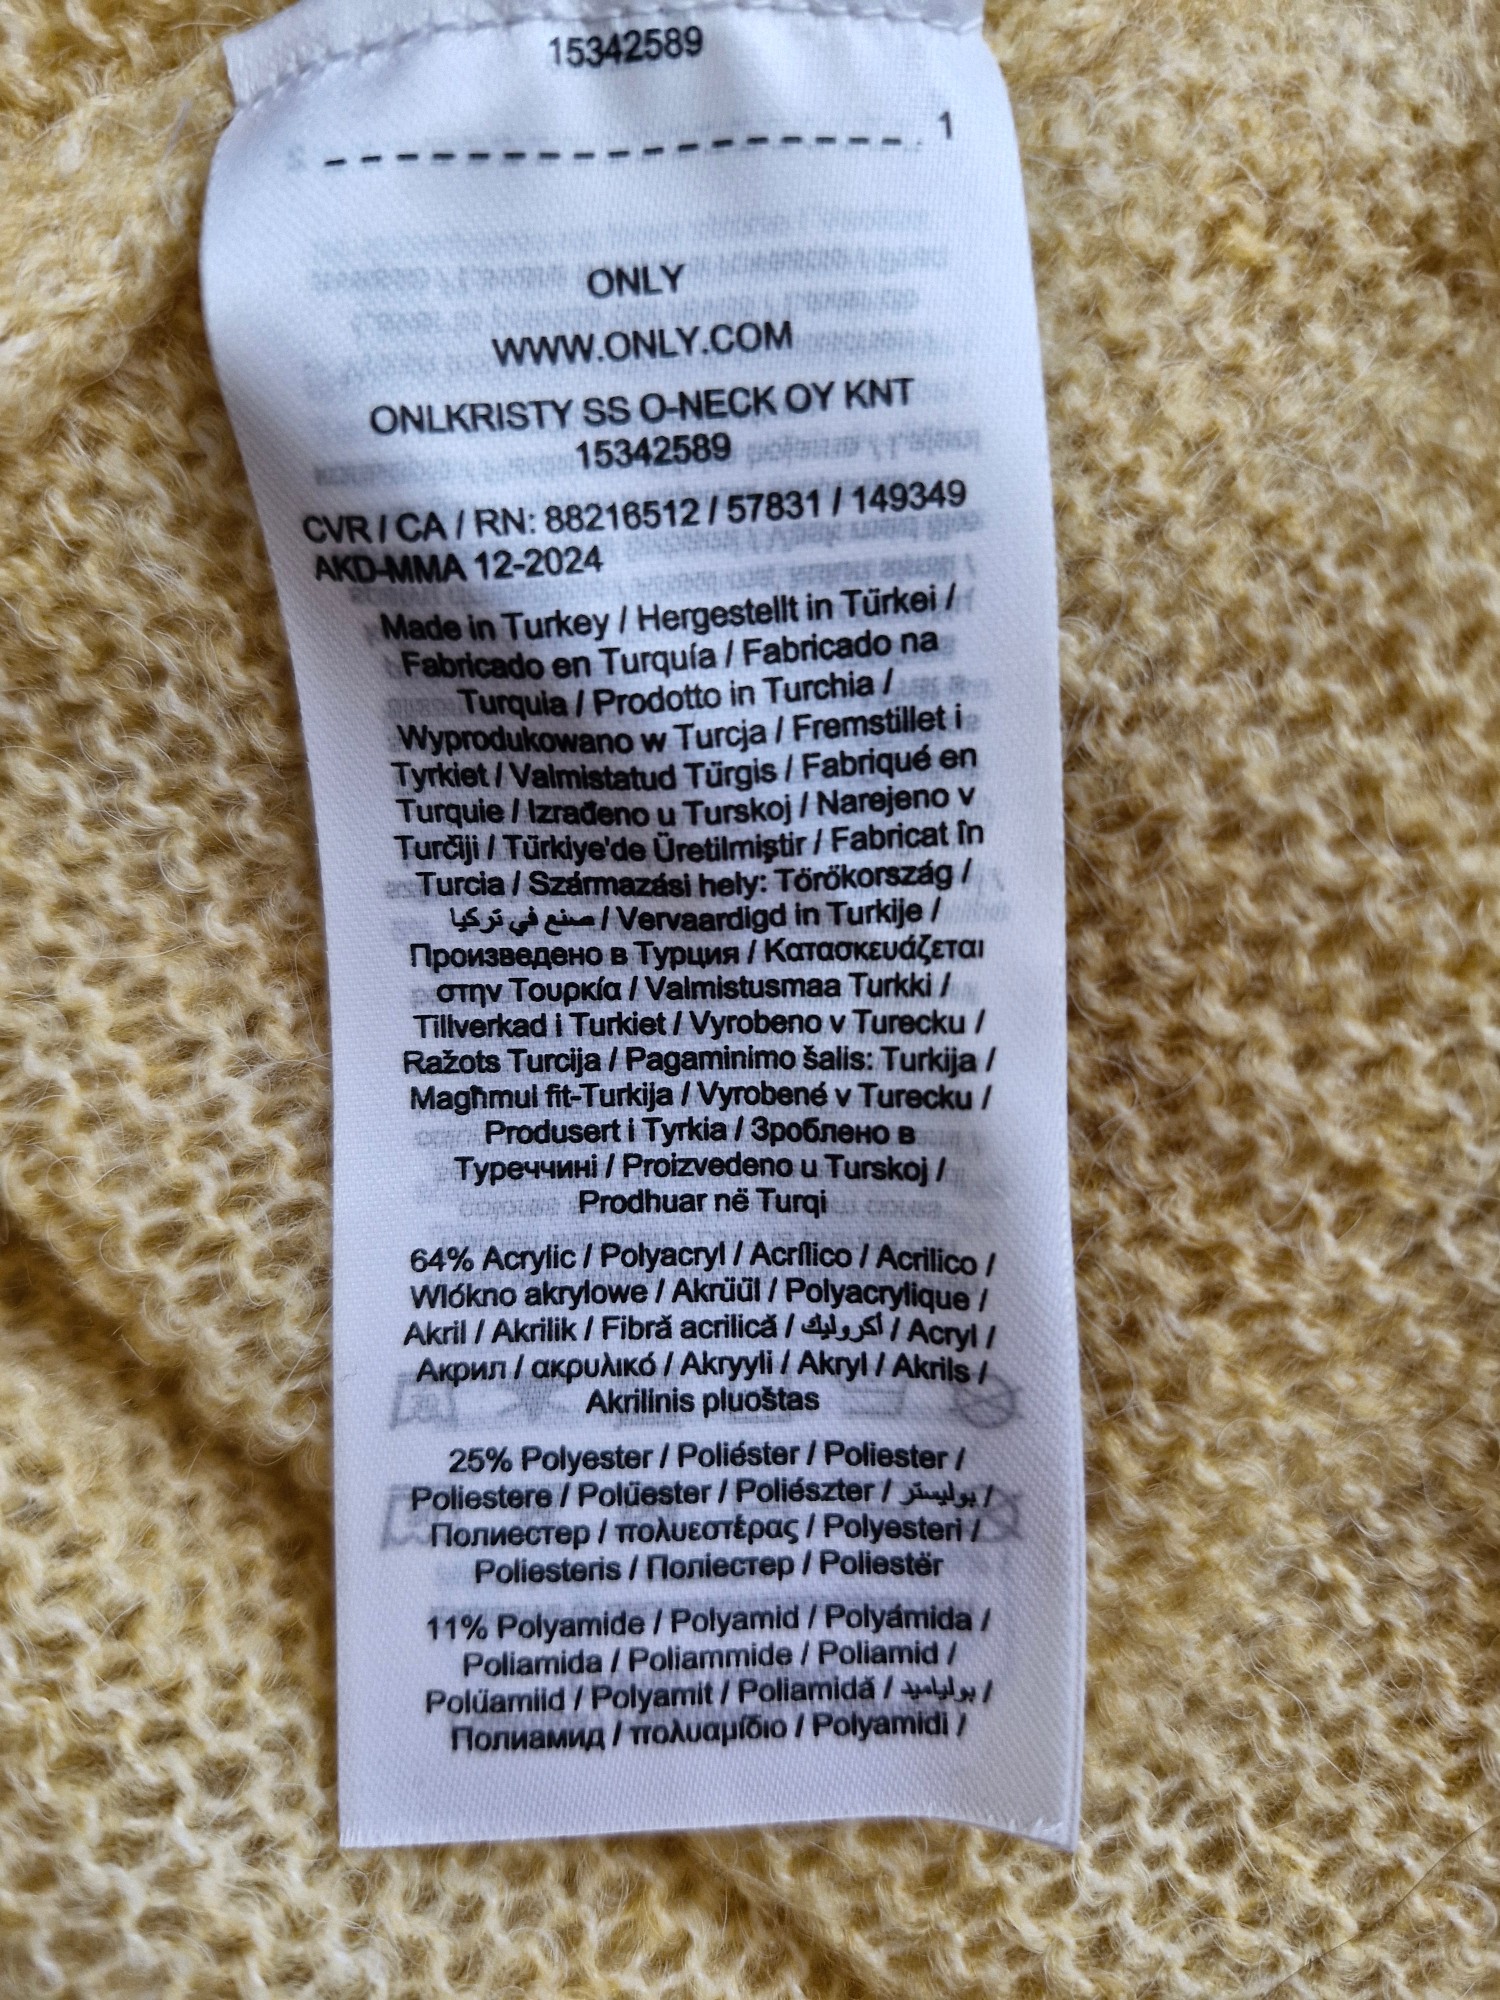 15342589
1
ONLY
WWW.ONLY.COM
ONLKRISTY SS O-NECK OY KNT
15342589
CVR / CA / RN: 88216512 / 57831 / 149349
AKD-MMA 12-2024
Made in Turkey / Hergestellt in Türkei /
Fabricado en Turquía / Fabricado na
Turquia / Prodotto in Turchia /
Wyprodukowano w Turcja / Fremstillet i
Tyrkiet / Valmistatud Türgis / Fabriqué en
Turquie / Izrađeno u Turskoj / Narejeno v
Turčiji / Türkiye'de Üretilmiştir / Fabricat în
Turcia / Származási hely: Törökország /
صنع في تركيا / Vervaardigd in Turkije /
Произведено в Турция / Κατασκευάζεται
στην Τουρκία / Valmistusmaa Turkki /
Tillverkad i Turkiet / Vyrobeno v Turecku /
Ražots Turcija / Pagaminimo šalis: Turkija /
Magħmul fit-Turkija / Vyrobené v Turecku /
Produsert i Tyrkia / Зроблено в
Туреччині / Proizvedeno u Turskoj /
Prodhuar në Turqi
64% Acrylic / Polyacryl / Acrílico / Acrilico /
Wlókno akrylowe / Akrüül / Polyacrylique /
Akril / Akrilik / Fibră acrilică / أكروليك / Acryl /
Акрил / ακρυλικό / Akryyli / Akryl / Akrils /
Akrilinis pluoštas
25% Polyester / Poliéster / Poliester /
Poliestere / Polüester / Poliészter / بوليستر /
Полиестер / πολυεστέρας / Polyesteri /
Poliesteris / Поліестер / Poliestër
11% Polyamide / Polyamid / Polyámida /
Poliamida / Poliammide / Poliamid /
Polüamiid / Polyamit / Poliamidă / بولياميد /
Полиамид / πολυαμίδιο / Polyamidi /